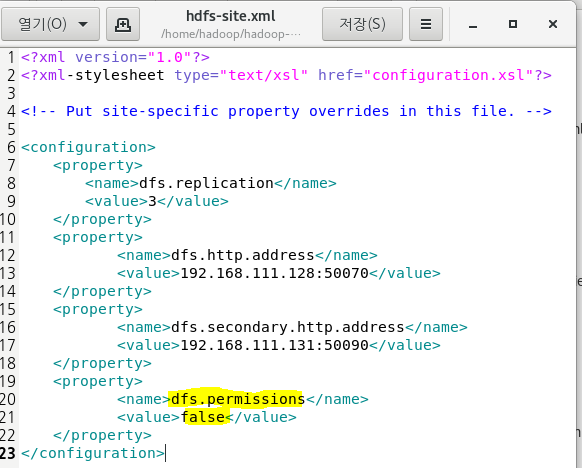 열기(O)
hdfs-site.xml
/home/hadoop/hadoop-...
저장(S)
1 <?xml version="1.0"?>
2 <?xml-stylesheet type="text/xsl" href="configuration.xsl"?>
3
4 <!-- Put site-specific property overrides in this file. -->
5
6 <configuration>
7 <property>
8 <name>dfs.replication</name>
9 <value>3</value>
10 </property>
11 <property>
12 <name>dfs.http.address</name>
13 <value>192.168.111.128:50070</value>
14 </property>
15 <property>
16 <name>dfs.secondary.http.address</name>
17 <value>192.168.111.131:50090</value>
18 </property>
19 <property>
20 <name>dfs.permissions</name>
21 <value>false</value>
22 </property>
23 </configuration>